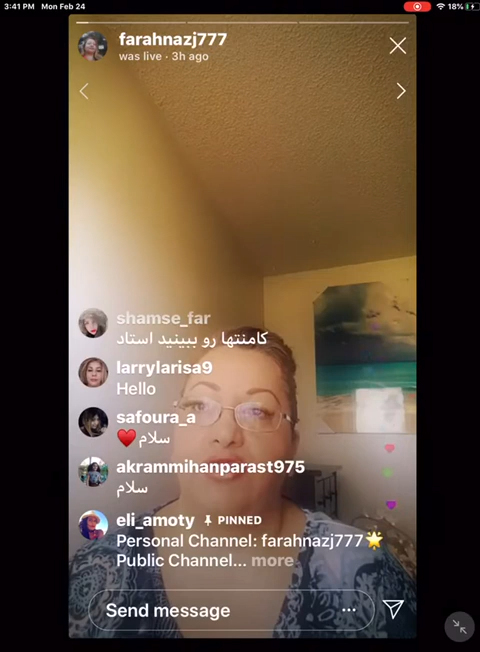 3:41 PM Mon Feb 24
18%
farahnazj777
was live · 3h ago
shamse_far
کامنتها رو ببینید استاد
larrylarisa9
Hello
safoura_a
❤️سلام
akrammihanparast975
سلام
eli_amoty PINNED
Personal Channel: farahnazj777🌟
Public Channel... more
Send message